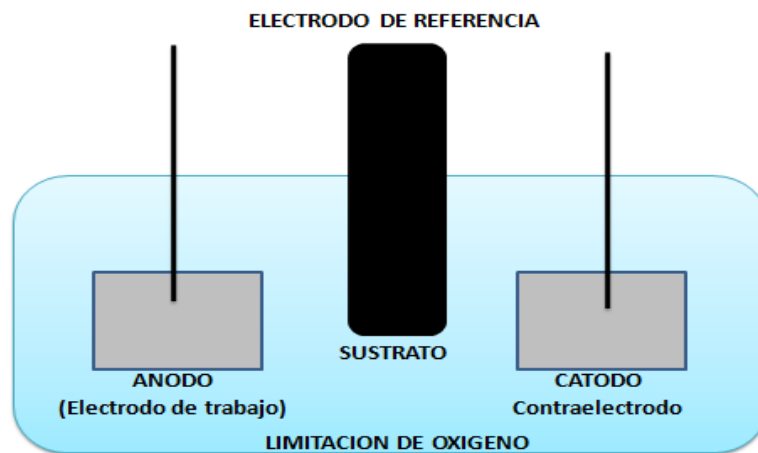 ELECTRODO DE REFERENCIA
SUSTRATO
ANODO
(Electrodo de trabajo)
CATODO
Contraelectrodo
LIMITACION DE OXIGENO